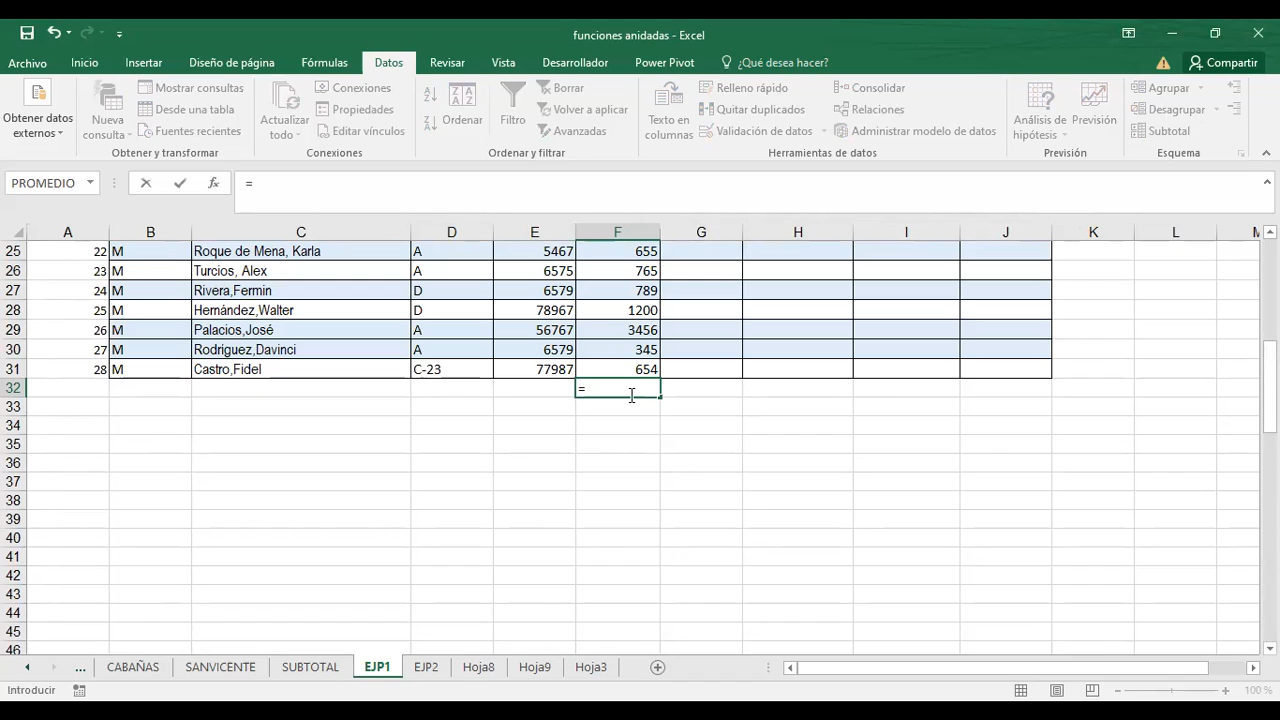 funciones anidadas - Excel
Archivo Inicio Insertar Diseño de página Fórmulas Datos Revisar Vista Desarrollador Power Pivot ¿Qué desea hacer? Compartir
Obtener datos externos
Nueva consulta
Mostrar consultas
Desde una tabla
Fuentes recientes
Obtener y transformar
Actualizar todo
Conexiones
Propiedades
Editar vínculos
Conexiones
Ordenar
Filtro
Borrar
Volver a aplicar
Avanzadas
Ordenar y filtrar
Texto en columnas
Relleno rápido
Quitar duplicados
Validación de datos
Consolidar
Relaciones
Administrar modelo de datos
Herramientas de datos
Análisis de hipótesis
Previsión
Previsión
Agrupar
Desagrupar
Subtotal
Esquema
PROMEDIO fx =
A B C D E F G H I J K L M
25 22 M Roque de Mena, Karla A 5467 655
26 23 M Turcios, Alex A 6575 765
27 24 M Rivera,Fermin D 6579 789
28 25 M Hernández,Walter D 78967 1200
29 26 M Palacios,José A 56767 3456
30 27 M Rodríguez,Davinci A 6579 345
31 28 M Castro,Fidel C-23 77987 654
32 =
33
34
35
36
37
38
39
40
41
42
43
44
45
46
... CABAÑAS SANVICENTE SUBTOTAL EJP1 EJP2 Hoja8 Hoja9 Hoja3
Introducir 100 %